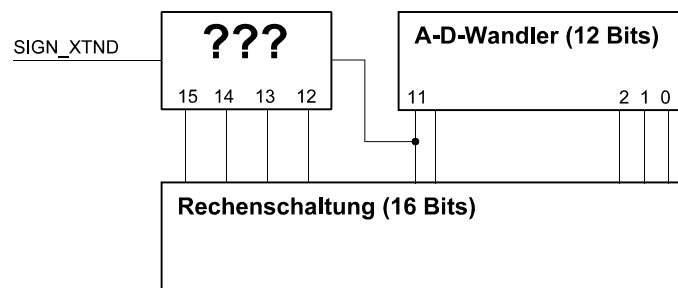 ???
A-D-Wandler (12 Bits)
SIGN_XTND
15 14 13 12
11
2 1 0
Rechenschaltung (16 Bits)